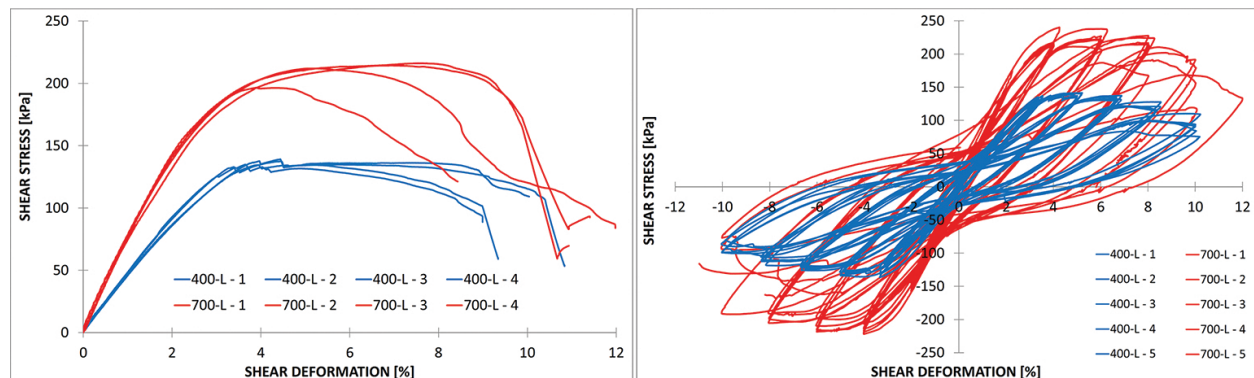 SHEAR STRESS [kPa]
250
200
150
100
50
0
400-L - 1 400-L - 2 400-L - 3 400-L - 4
700-L - 1 700-L - 2 700-L - 3 700-L - 4
0 2 4 6 8 10 12
SHEAR DEFORMATION [%]
SHEAR STRESS [kPa]
250
200
150
100
50
0
-50
-100
-150
-200
-250
-12 -10 -8 -6 -4 -2 0 2 4 6 8 10 12
400-L - 1 700-L - 1
400-L - 2 700-L - 2
400-L - 3 700-L - 3
400-L - 4 700-L - 4
400-L - 5 700-L - 5
SHEAR DEFORMATION [%]